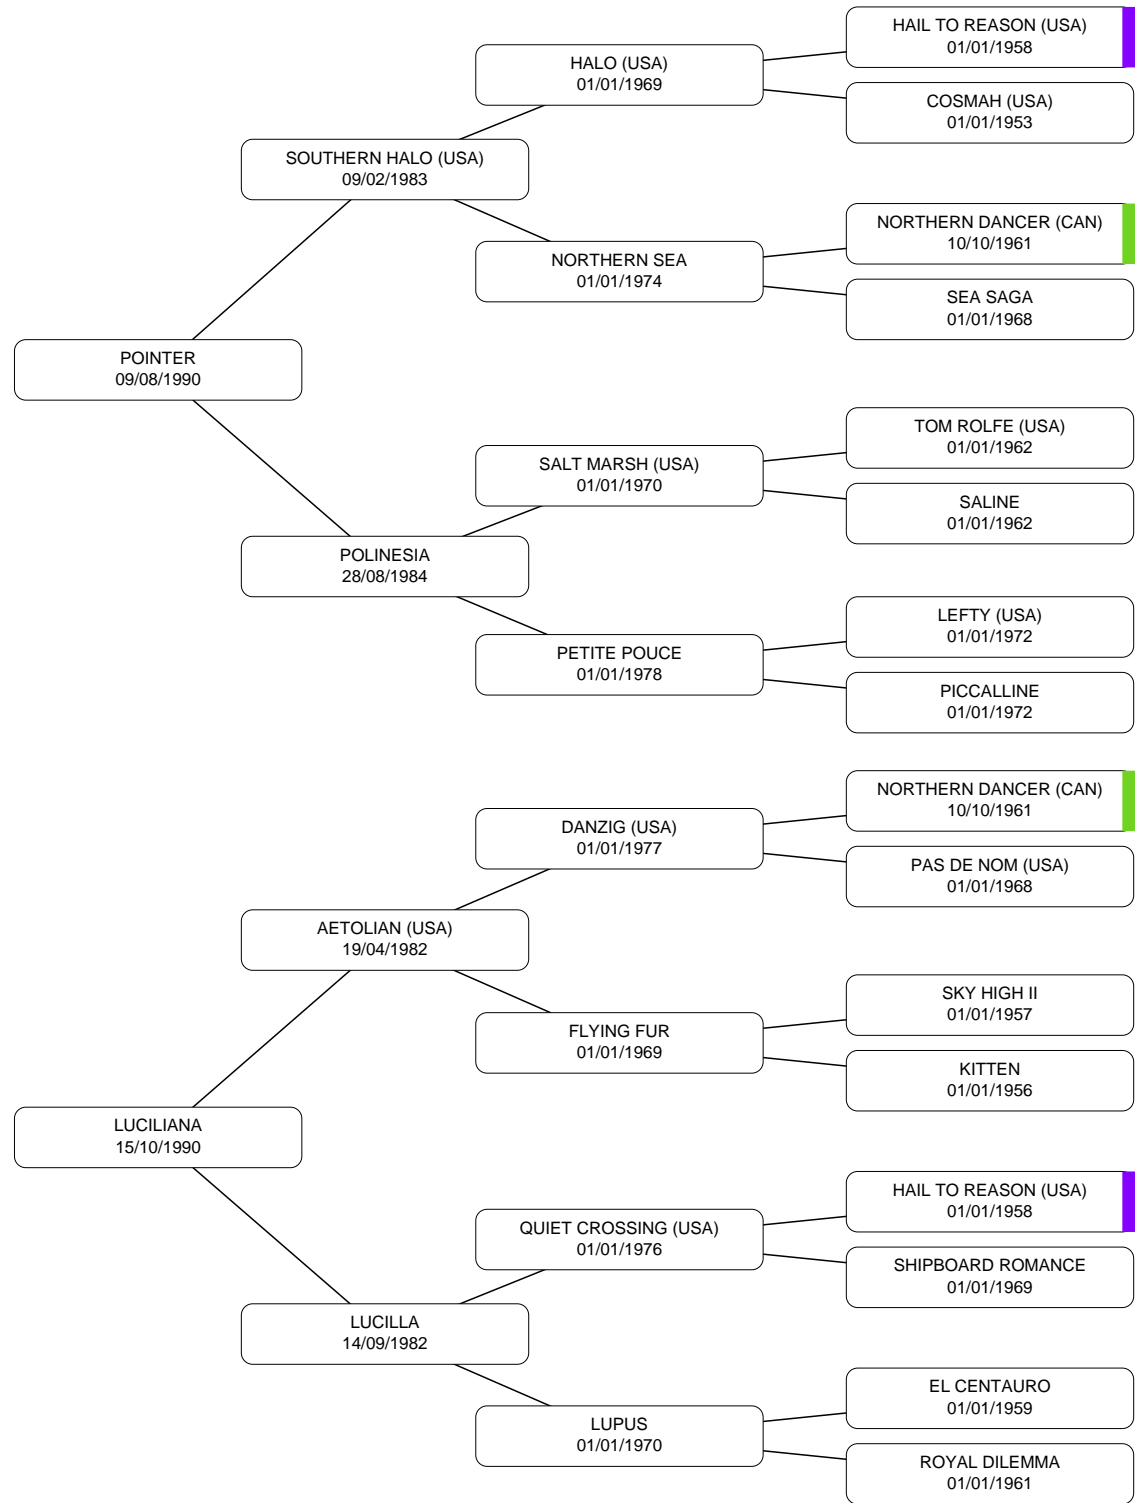 HAIL TO REASON (USA)
01/01/1958
HALO (USA)
01/01/1969
COSMAH (USA)
01/01/1953
SOUTHERN HALO (USA)
09/02/1983
NORTHERN DANCER (CAN)
10/10/1961
NORTHERN SEA
01/01/1974
SEA SAGA
01/01/1968
POINTER
09/08/1990
TOM ROLFE (USA)
01/01/1962
SALT MARSH (USA)
01/01/1970
SALINE
01/01/1962
POLINESIA
28/08/1984
LEFTY (USA)
01/01/1972
PETITE POUCE
01/01/1978
PICCALLINE
01/01/1972
NORTHERN DANCER (CAN)
10/10/1961
DANZIG (USA)
01/01/1977
PAS DE NOM (USA)
01/01/1968
AETOLIAN (USA)
19/04/1982
SKY HIGH II
01/01/1957
FLYING FUR
01/01/1969
KITTEN
01/01/1956
LUCILIANA
15/10/1990
HAIL TO REASON (USA)
01/01/1958
QUIET CROSSING (USA)
01/01/1976
SHIPBOARD ROMANCE
01/01/1969
LUCILLA
14/09/1982
EL CENTAURO
01/01/1959
LUPUS
01/01/1970
ROYAL DILEMMA
01/01/1961